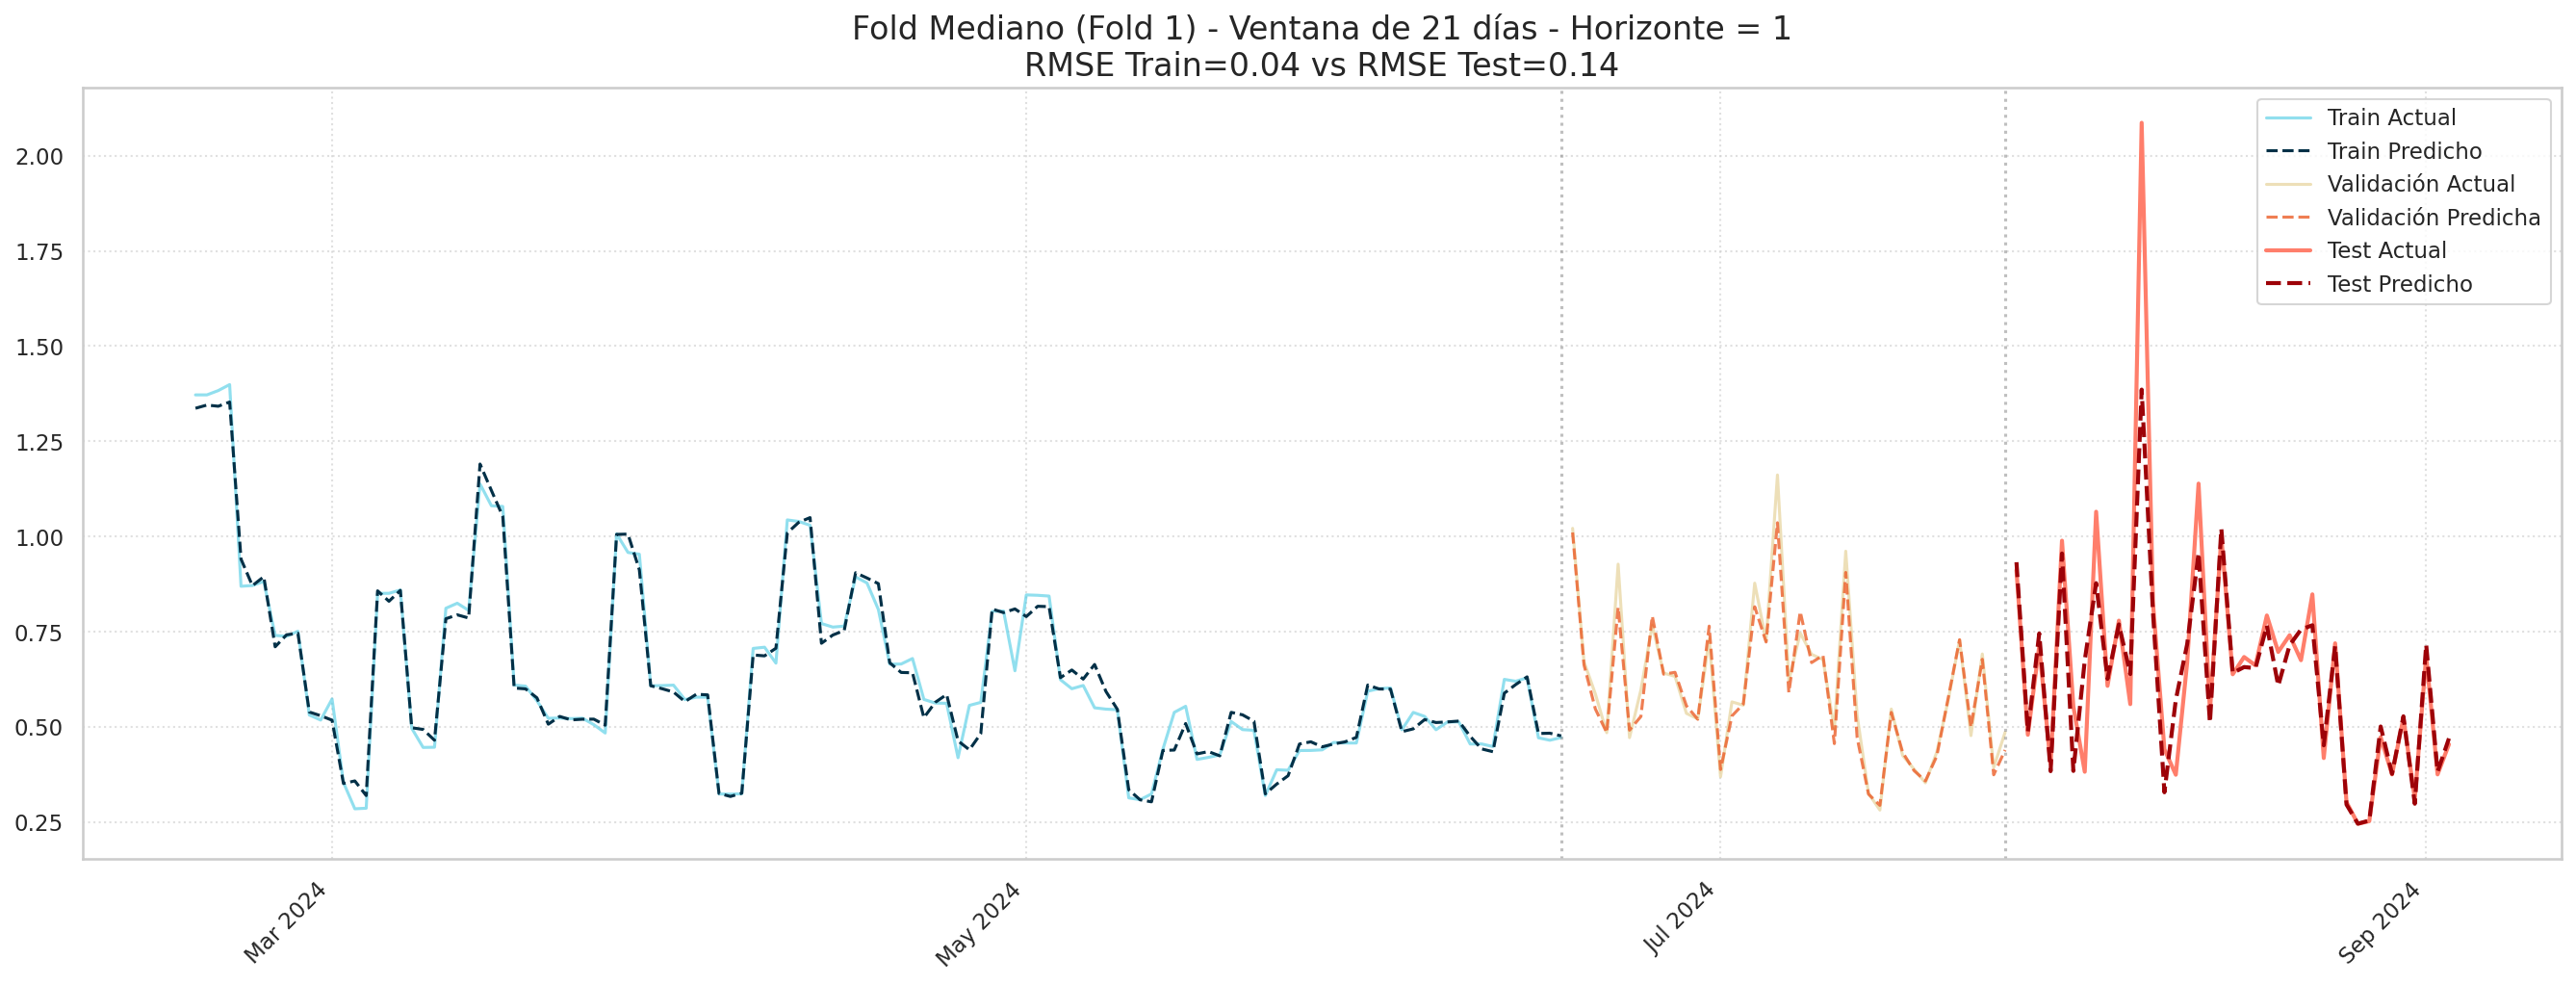 Fold Mediano (Fold 1) - Ventana de 21 días - Horizonte = 1
RMSE Train=0.04 vs RMSE Test=0.14
2.00
1.75
1.50
1.25
1.00
0.75
0.50
0.25
Train Actual
Train Predicho
Validación Actual
Validación Predicha
Test Actual
Test Predicho
Mar 2024
May 2024
Jul 2024
Sep 2024